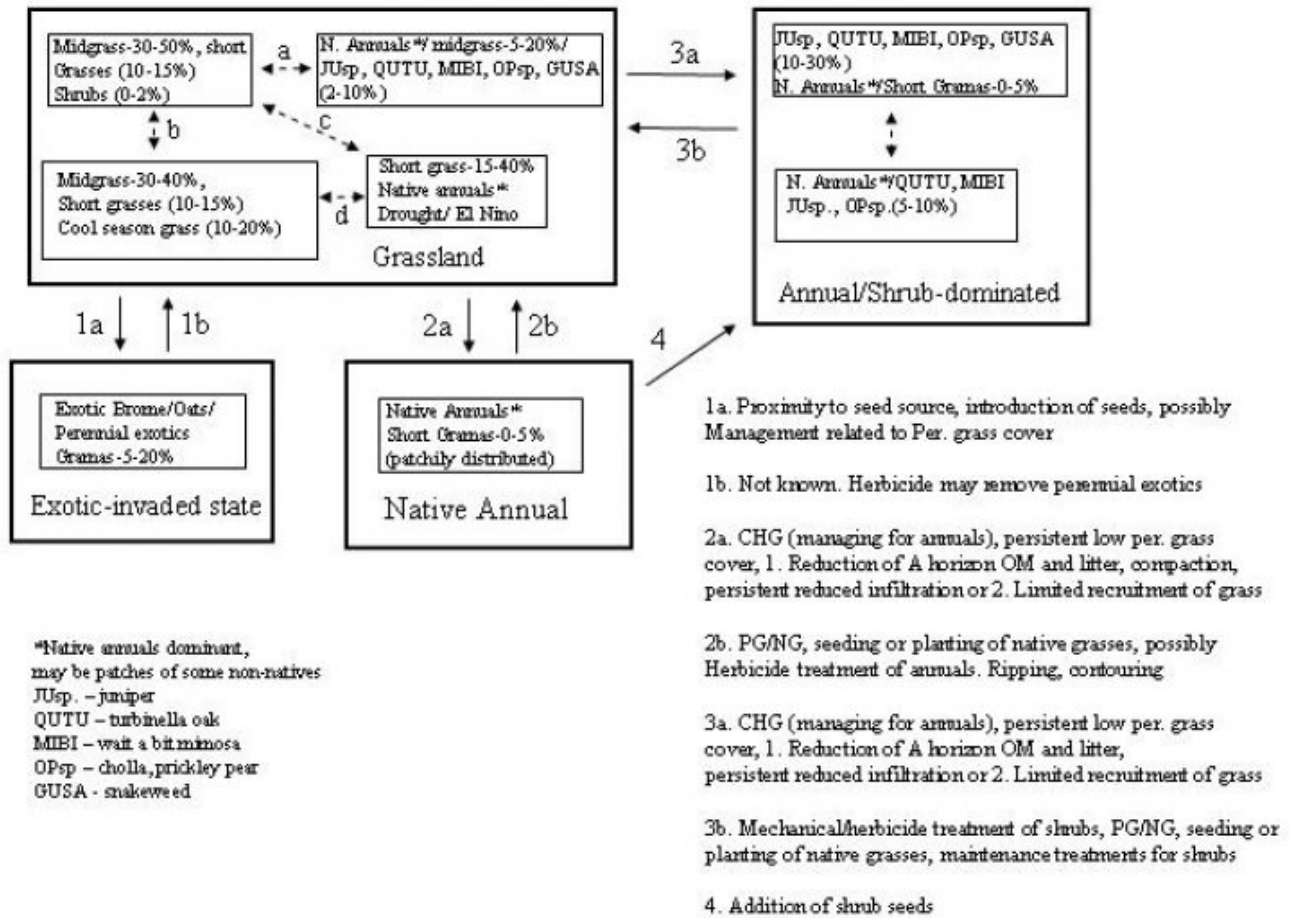 Midgrass-30-50%, short
Grasses (10-15%)
Shrubs (0-2%)
a
N. Annuals*/ midgrass-5-20%/
JUsp, QUTU, MIBI, OPsp, GUSA
(2-10%)
b
c
Midgrass-30-40%,
Short grasses (10-15%)
Cool season grass (10-20%)
d
Short grass-15-40%
Native annuals*
Drought/ El Nino
Grassland
3a
3b
JUsp, QUTU, MIBI, OPsp, GUSA
(10-30%)
N. Annuals*/Short Gramas-0-5%
N. Annuals*/QUTU, MIBI
JUsp., OPsp.(5-10%)
Annual/Shrub-dominated
1a
1b
2a
2b
4
Exotic Brome/Oats/
Perennial exotics
Gramas-5-20%
Exotic-invaded state
Native Annuals*
Short Gramas-0-5%
(patchily distributed)
Native Annual
1a. Proximity to seed source, introduction of seeds, possibly
Management related to Per. grass cover
1b. Not known. Herbicide may remove perennial exotics
2a. CHG (managing for annuals), persistent low per. grass
cover, 1. Reduction of A horizon OM and litter, compaction,
persistent reduced infiltration or 2. Limited recruitment of grass
2b. PG/NG, seeding or planting of native grasses, possibly
Herbicide treatment of annuals. Ripping, contouring
3a. CHG (managing for annuals), persistent low per. grass
cover, 1. Reduction of A horizon OM and litter,
persistent reduced infiltration or 2. Limited recruitment of grass
3b. Mechanical/herbicide treatment of shrubs, PG/NG, seeding or
planting of native grasses, maintenance treatments for shrubs
4. Addition of shrub seeds
*Native annuals dominant,
may be patches of some non-natives
JUsp. – juniper
QUTU – turbinella oak
MIBI – wait a bit mimosa
OPsp – cholla,prickley pear
GUSA - snakeweed